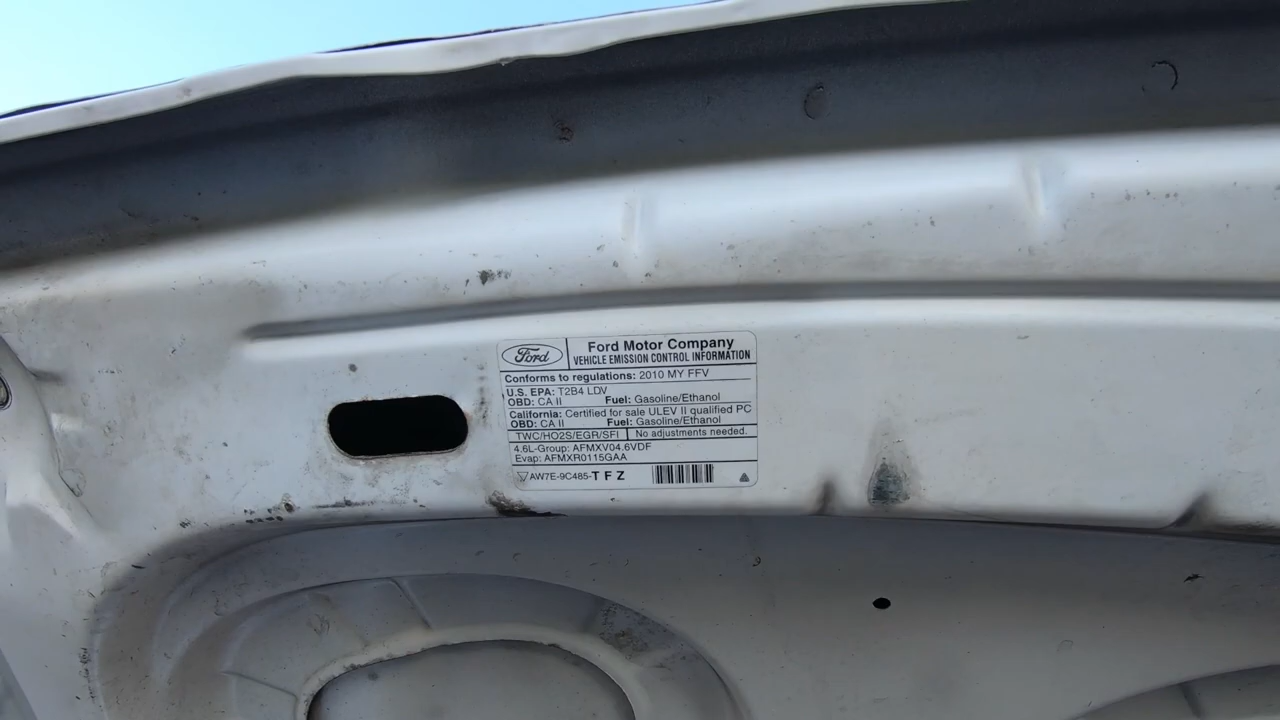 Ford
Ford Motor Company
VEHICLE EMISSION CONTROL INFORMATION
Conforms to regulations: 2010 MY FFV
U.S. EPA: T2B4 LDV
OBD: CA II Fuel: Gasoline/Ethanol
California: Certified for sale ULEV II qualified PC
OBD: CA II Fuel: Gasoline/Ethanol
TWC/HO2S/EGR/SFI No adjustments needed.
4.6L-Group: AFMXV04.6VDF
Evap: AFMXR0115GAA
AW7E-9C485-TFZ